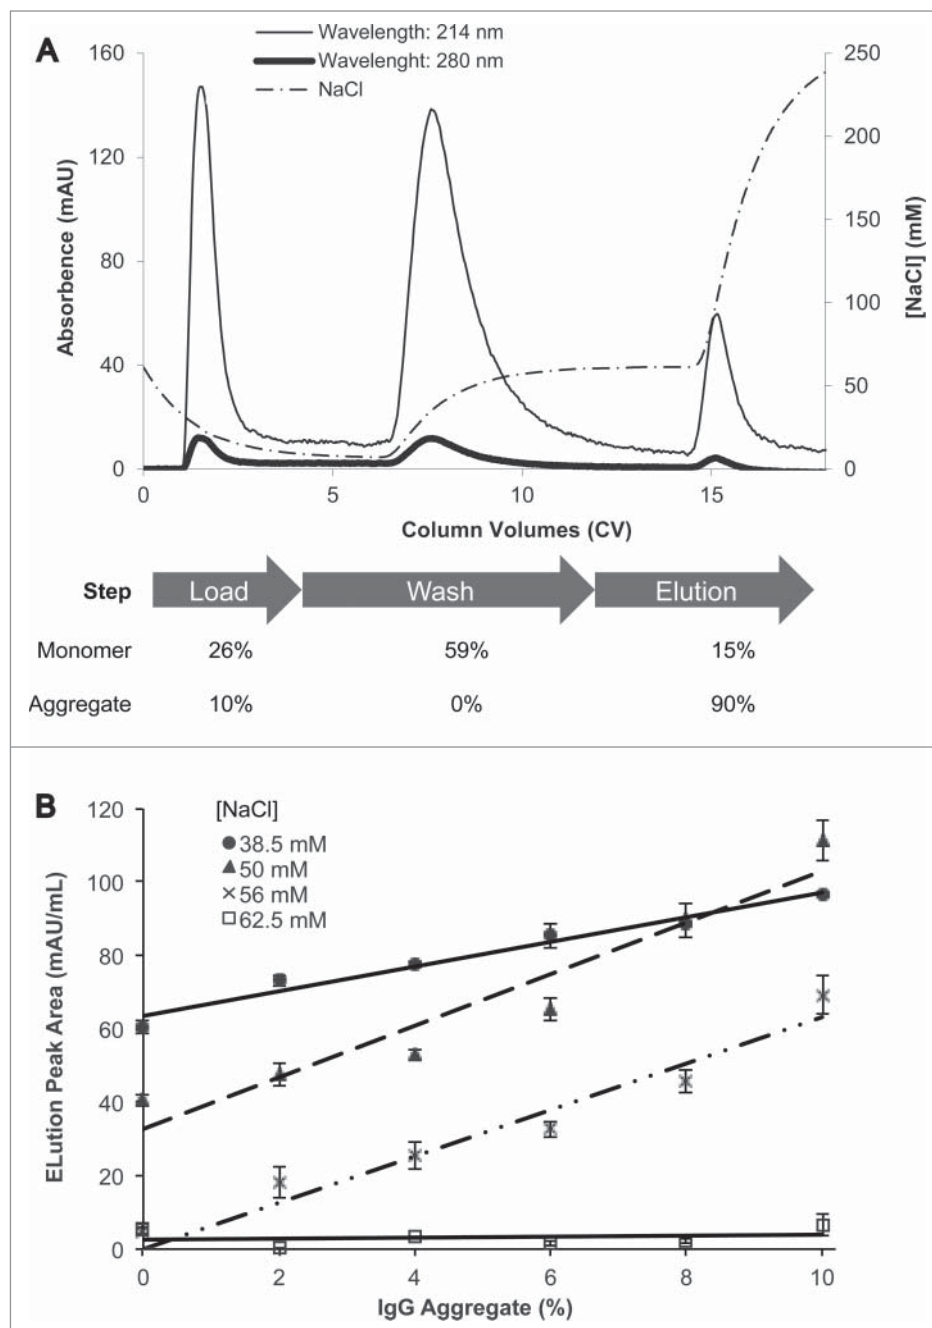 A
Wavelength: 214 nm
Wavelenght: 280 nm
NaCl
160
120
80
40
0
Absorbence (mAU)
250
200
150
100
50
0
[NaCl] (mM)
0 5 10 15
Column Volumes (CV)
Step Load Wash Elution
Monomer 26% 59% 15%
Aggregate 10% 0% 90%
B
[NaCl]
38.5 mM
50 mM
56 mM
62.5 mM
120
100
80
60
40
20
0
ELution Peak Area (mAU/mL)
0 2 4 6 8 10
IgG Aggregate (%)